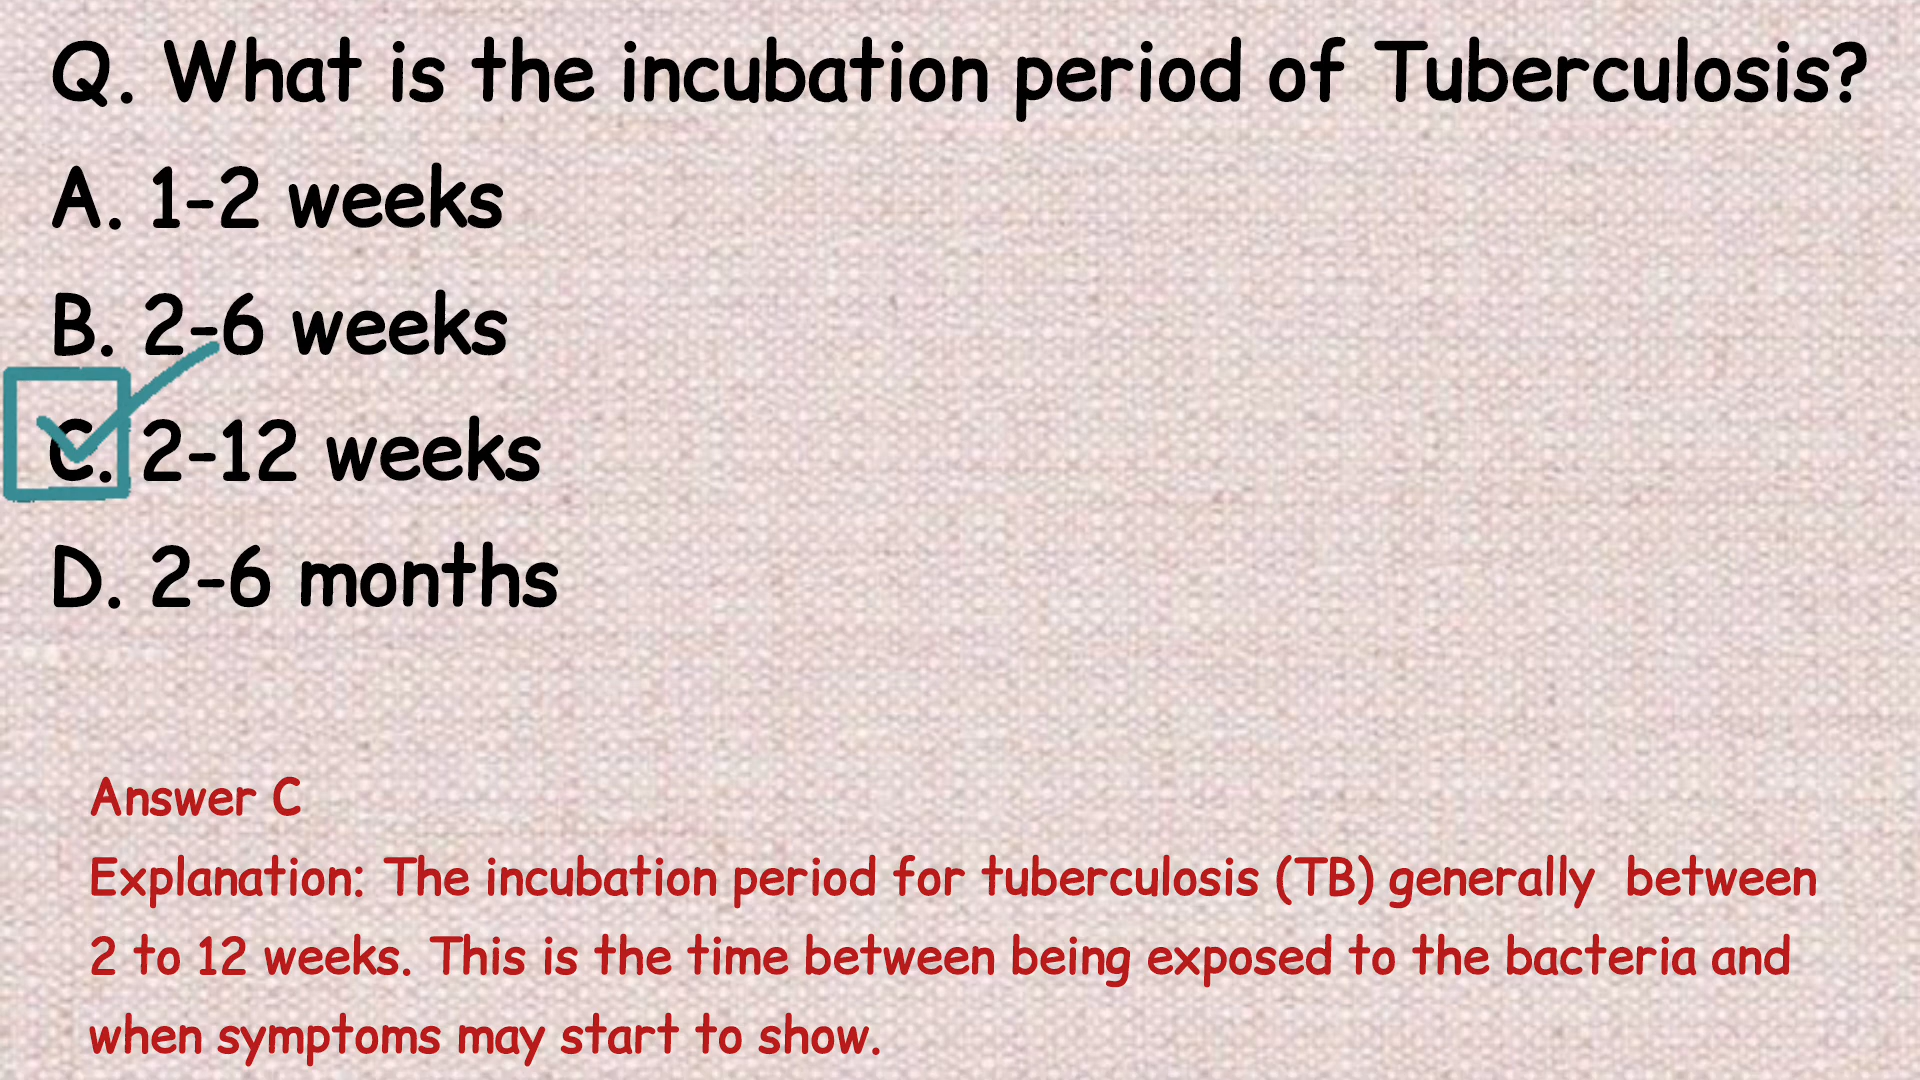 Q. What is the incubation period of Tuberculosis?
A. 1-2 weeks
B. 2-6 weeks
C. 2-12 weeks
D. 2-6 months
Answer C
Explanation: The incubation period for tuberculosis (TB) generally  between
2 to 12 weeks. This is the time between being exposed to the bacteria and
when symptoms may start to show.